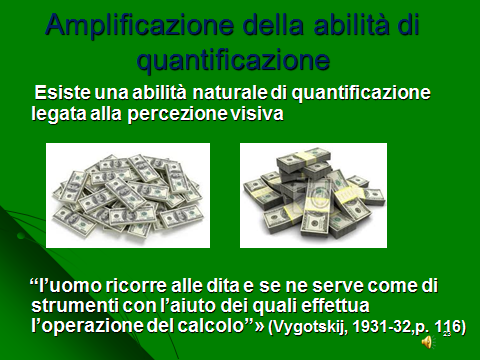 Amplificazione della abilità di
quantificazione
Esiste una abilità naturale di quantificazione
legata alla percezione visiva
“l’uomo ricorre alle dita e se ne serve come di
strumenti con l’aiuto dei quali effettua
l’operazione del calcolo”» (Vygotskij, 1931-32,p. 116)
23